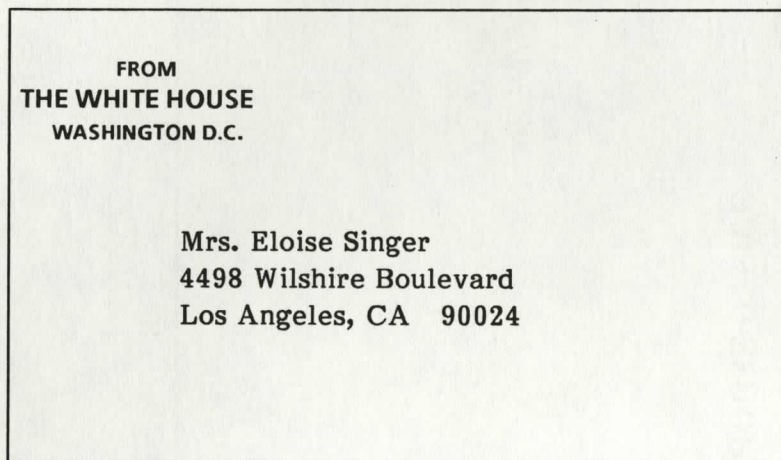 FROM
THE WHITE HOUSE
WASHINGTON D.C.
Mrs. Eloise Singer
4498 Wilshire Boulevard
Los Angeles, CA 90024